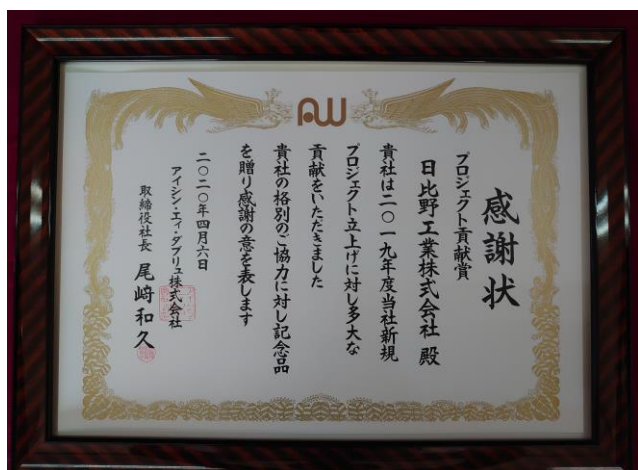 AW
感謝状
プロジェクト貢献賞
日比野工業株式会社 殿
貴社は二〇一九年度当社新規
プロジェクト立上げに対し多大な
貢献をいただきました
貴社の格別のご協力に対し記念品
を贈り感謝の意を表します
二〇二〇年四月六日
アイシン・エィ・ダブリュ株式会社
取締役社長 尾﨑和久